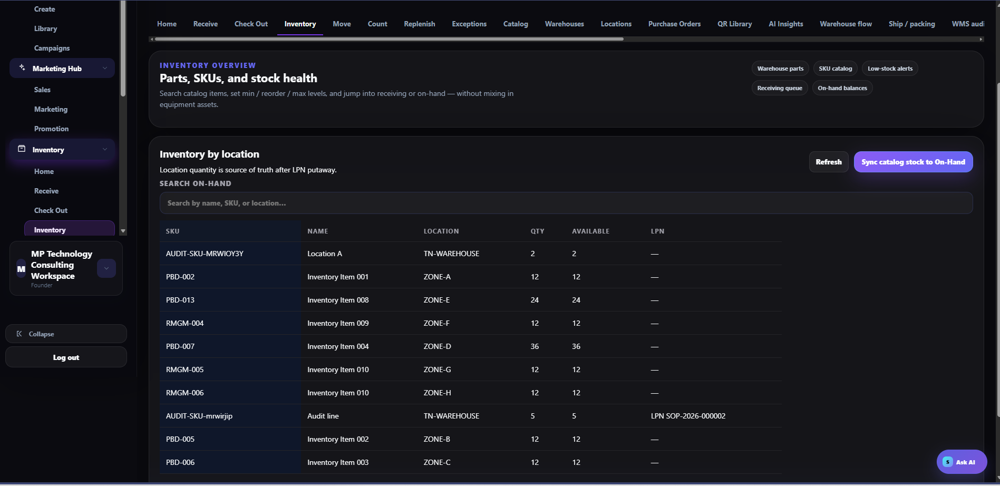 Create
Library
Campaigns
Marketing Hub
Sales
Marketing
Promotion
Inventory
Home
Receive
Check Out
Inventory
M
MP Technology
Consulting
Workspace
Founder
Collapse
Log out
Home Receive Check Out Inventory Move Count Replenish Exceptions Catalog Warehouses Locations Purchase Orders QR Library AI Insights Warehouse flow Ship / packing WMS audi
INVENTORY OVERVIEW
Parts, SKUs, and stock health
Search catalog items, set min / reorder / max levels, and jump into receiving or on-hand — without mixing in
equipment assets.
Warehouse parts SKU catalog Low-stock alerts
Receiving queue On-hand balances
Inventory by location
Location quantity is source of truth after LPN putaway.
Refresh Sync catalog stock to On-Hand
SEARCH ON-HAND
Search by name, SKU, or location...
SKU NAME LOCATION QTY AVAILABLE LPN
AUDIT-SKU-MRWIOY3Y Location A TN-WAREHOUSE 2 2 —
PBD-002 Inventory Item 001 ZONE-A 12 12 —
PBD-013 Inventory Item 008 ZONE-E 24 24 —
RMGM-004 Inventory Item 009 ZONE-F 12 12 —
PBD-007 Inventory Item 004 ZONE-D 36 36 —
RMGM-005 Inventory Item 010 ZONE-G 12 12 —
RMGM-006 Inventory Item 010 ZONE-H 12 12 —
AUDIT-SKU-mrwirjip Audit line TN-WAREHOUSE 5 5 LPN SOP-2026-000002
PBD-005 Inventory Item 002 ZONE-B 12 12 —
PBD-006 Inventory Item 003 ZONE-C 12 12 —
S Ask AI